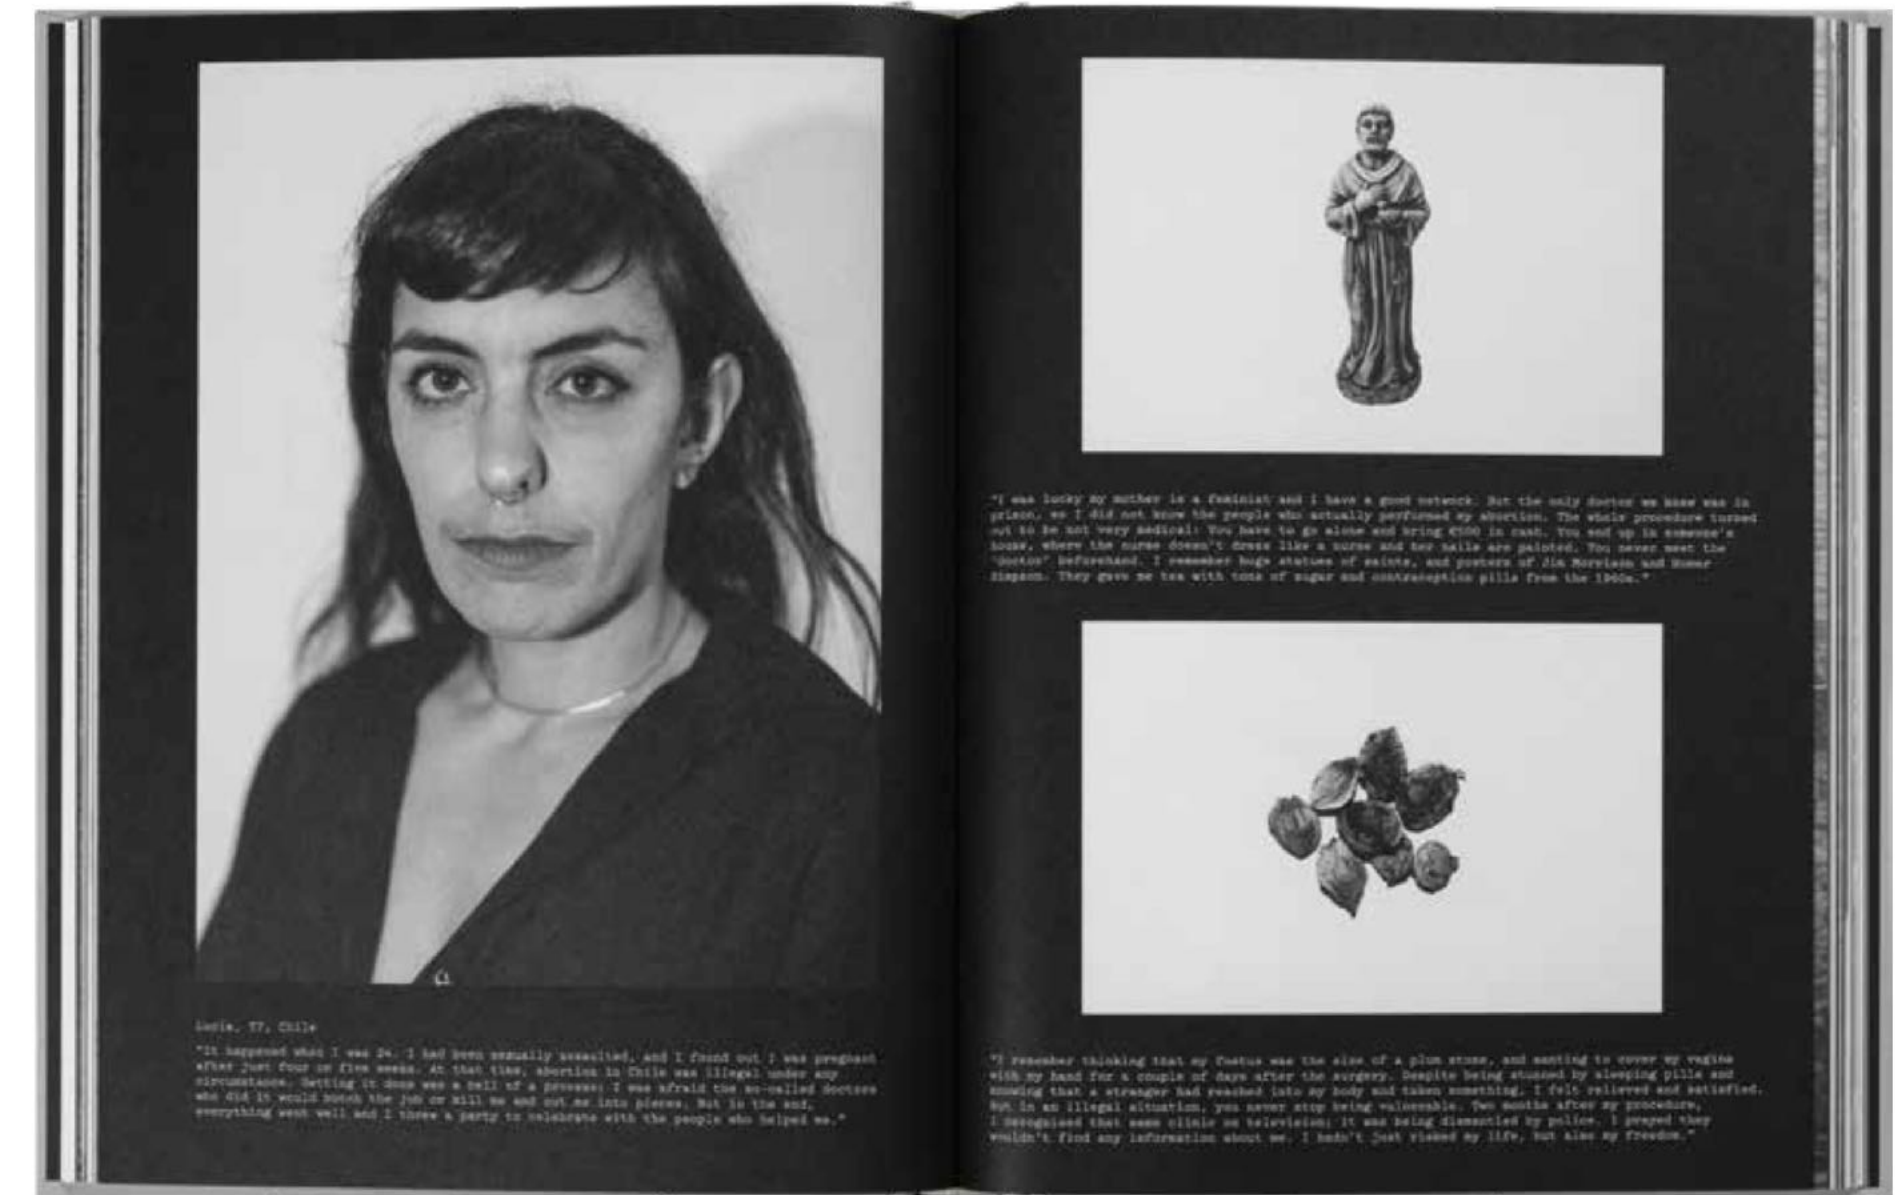 Lucia, 37, Chile
"It happened when I was 24. I had been sexually assaulted, and I found out I was pregnant
after just four or five weeks. At that time, abortion in Chile was illegal under any
circumstance. Getting it done was a hell of a process: I was afraid the so-called doctors
who did it would botch the job or kill me and cut me into pieces. But in the end,
everything went well and I threw a party to celebrate with the people who helped me."
"I was lucky my mother is a feminist and I have a good network. But the only doctor we knew was in
prison, so I did not know the people who actually performed my abortion. The whole procedure turned
out to be not very medical: You have to go alone and bring €500 in cash. You end up in someone's
house, where the nurse doesn't dress like a nurse and her nails are painted. You never meet the
'doctor' beforehand. I remember huge statues of saints, and posters of Jim Morrison and Homer
Simpson. They gave me tea with tons of sugar and contraception pills from the 1960s."
"I remember thinking that my foetus was the size of a plum stone, and wanting to cover my vagina
with my hand for a couple of days after the surgery. Despite being stunned by sleeping pills and
knowing that a stranger had reached into my body and taken something, I felt relieved and satisfied.
But in an illegal situation, you never stop being vulnerable. Two months after my procedure,
I recognised that same clinic on television; it was being dismantled by police. I prayed they
wouldn't find any information about me. I hadn't just risked my life, but also my freedom."